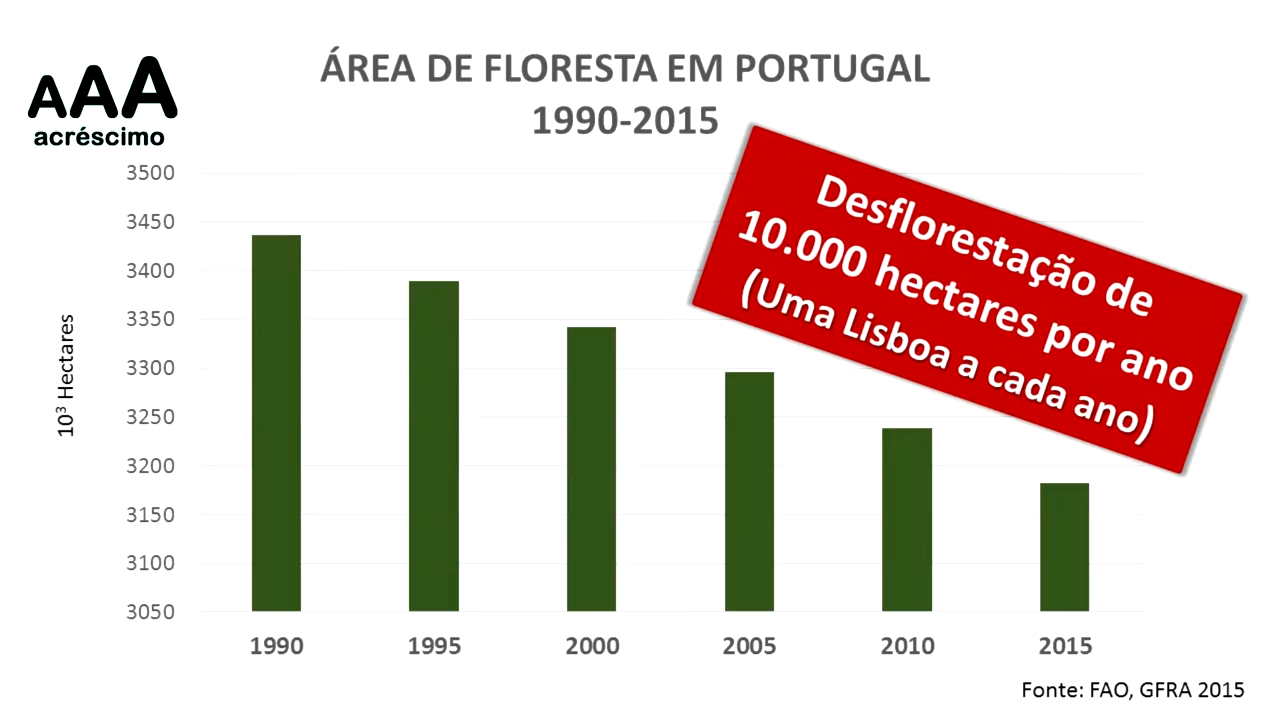 AAA
acréscimo
ÁREA DE FLORESTA EM PORTUGAL
1990-2015
Desflorestação de
10.000 hectares por ano
(Uma Lisboa a cada ano)
10³ Hectares
3500
3450
3400
3350
3300
3250
3200
3150
3100
3050
1990 1995 2000 2005 2010 2015
Fonte: FAO, GFRA 2015